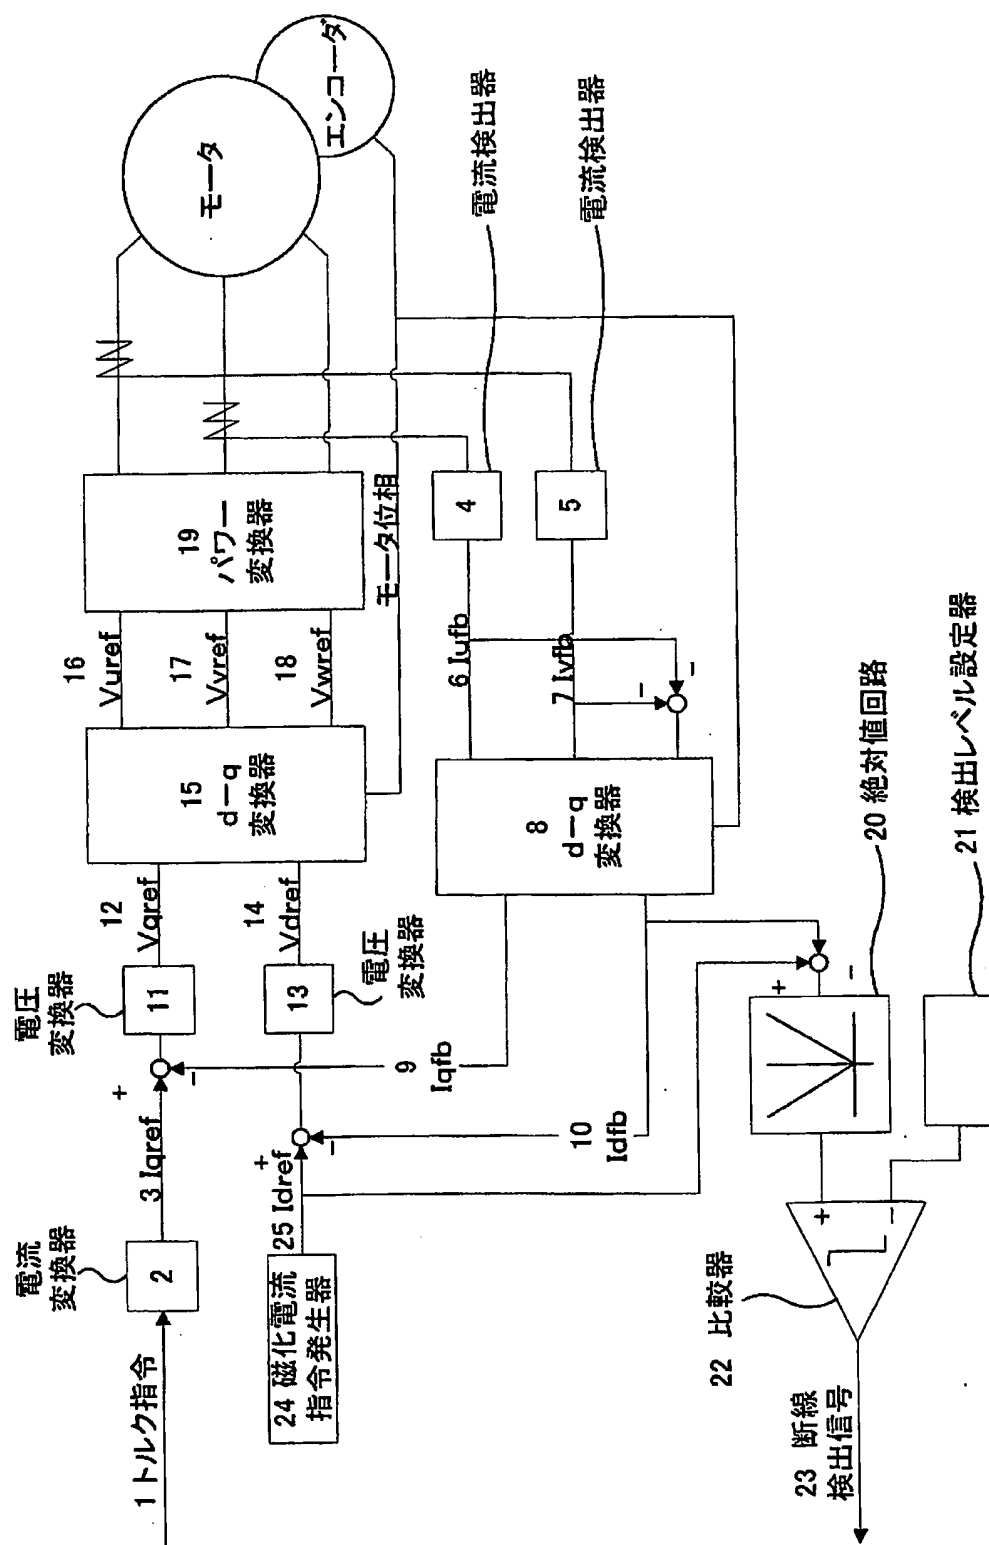 1トルク指令
電流
変換器
2
3 Iqref
+
-
電圧
変換器
11
12
Vqref
24 磁化電流
指令発生器
25 Idref
+
-
13
電圧
変換器
14
Vdref
15
d-q
変換器
16
Vuref
17
Vvref
18
Vwref
19
パワー
変換器
モータ
エンコーダ
モータ位相
9
Iqfb
10
Idfb
8
d-q
変換器
6 Iufb
7 Ivfb
-
-
4
5
電流検出器
電流検出器
+
-
20 絶対値回路
21 検出レベル設定器
+
-
22 比較器
23 断線
検出信号